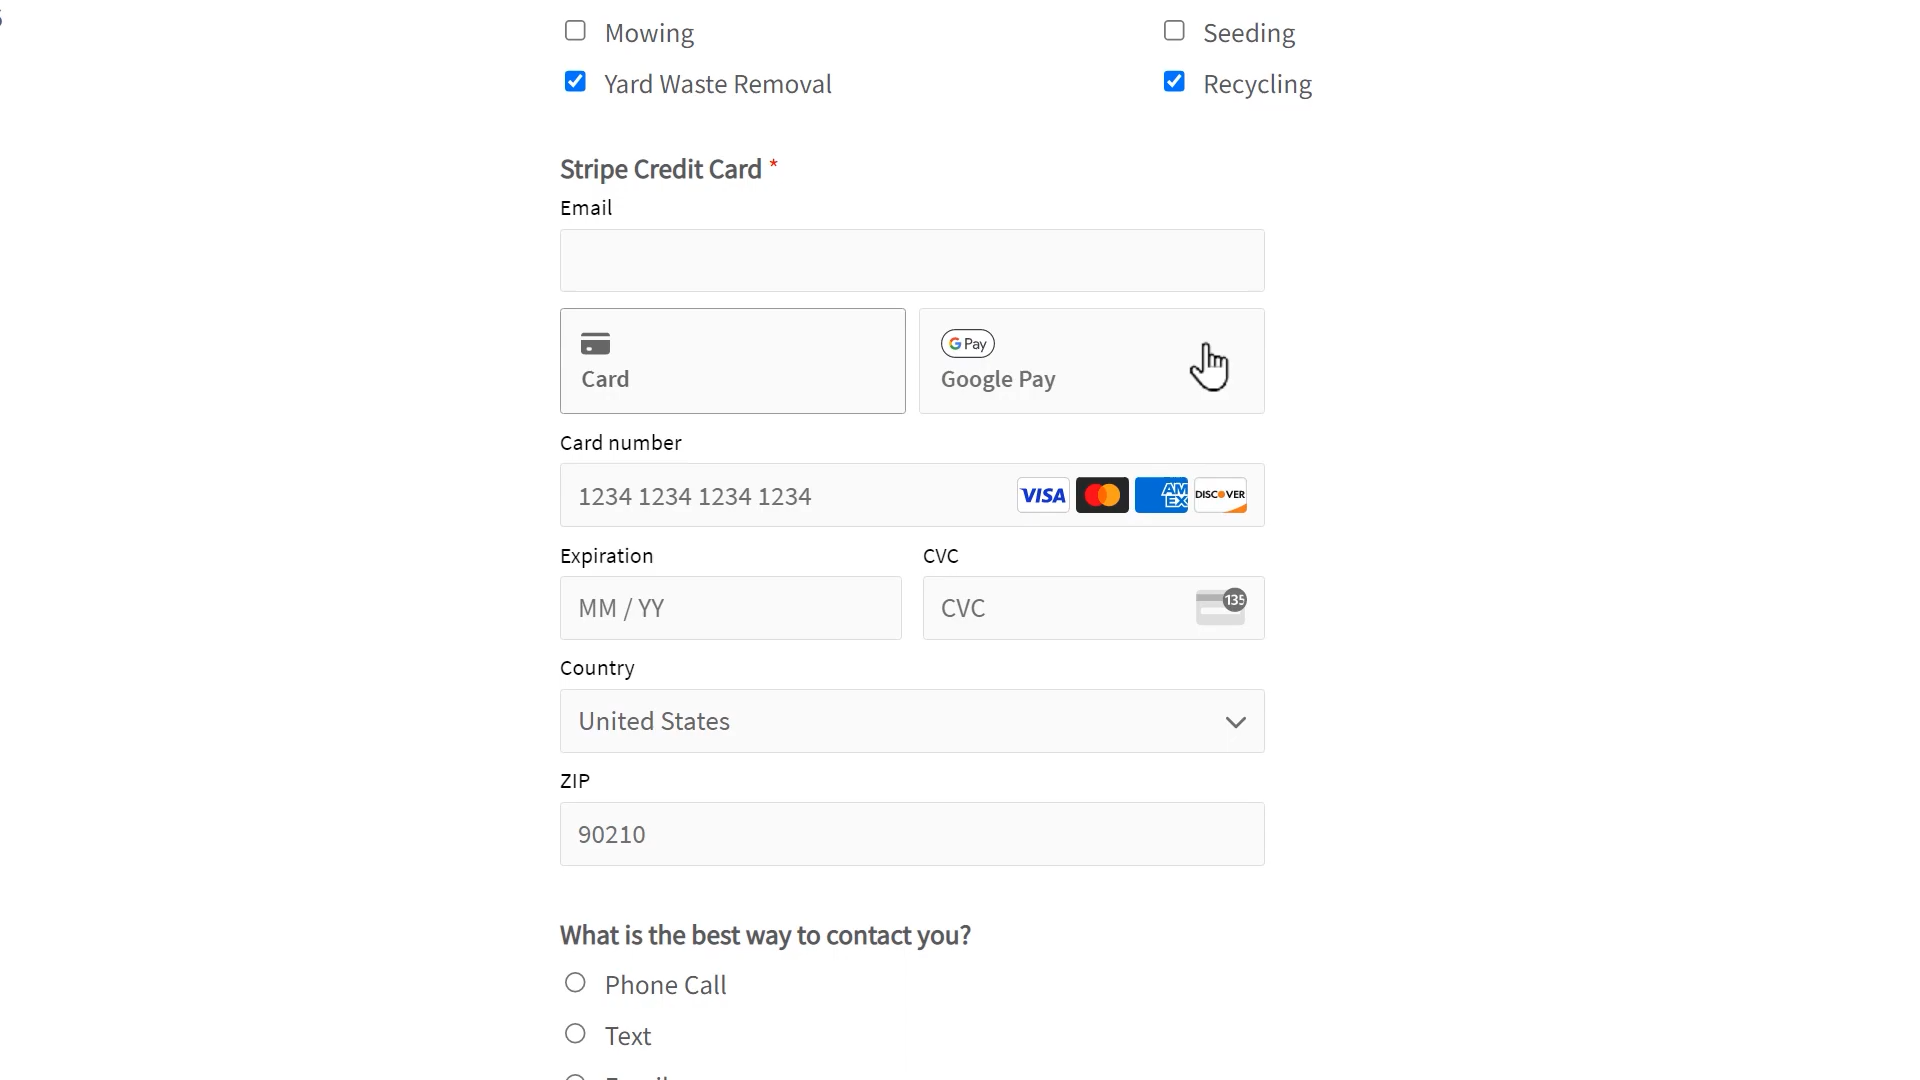 Mowing
Seeding
Yard Waste Removal
Recycling
Stripe Credit Card *
Email
G Pay
Card
Google Pay
Card number
1234 1234 1234 1234
VISA
AM EX
DISCOVER
Expiration
CVC
MM / YY
CVC
135
Country
United States
ZIP
90210
What is the best way to contact you?
Phone Call
Text